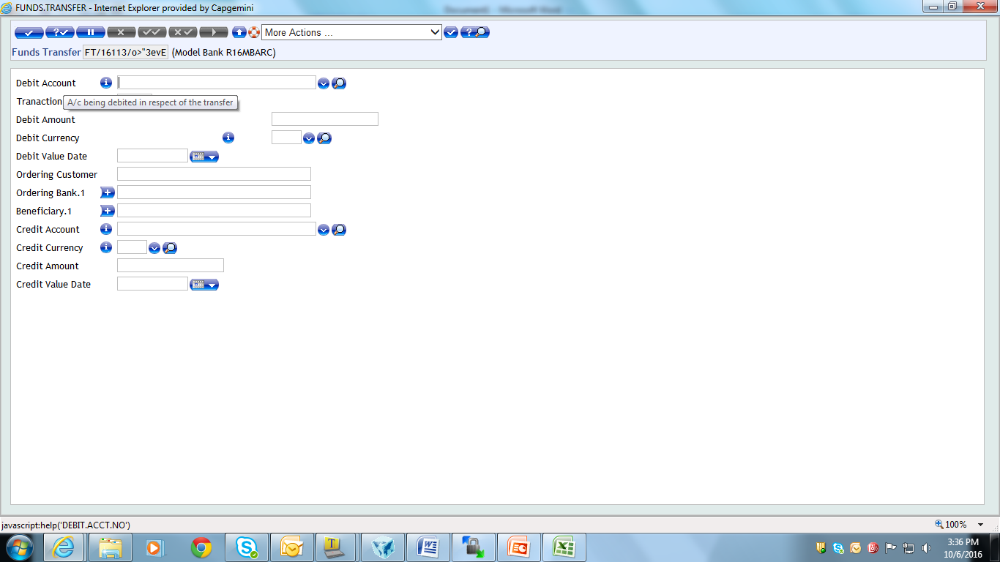 FUNDS.TRANSFER - Internet Explorer provided by Capgemini
More Actions ...
Funds Transfer FT/16113/o>"3evE (Model Bank R16MBARC)
Debit Account
Tranaction
A/c being debited in respect of the transfer
Debit Amount
Debit Currency
Debit Value Date
Ordering Customer
Ordering Bank.1
Beneficiary.1
Credit Account
Credit Currency
Credit Amount
Credit Value Date
javascript:help('DEBIT.ACCT.NO')
100%
3:36 PM
10/6/2016